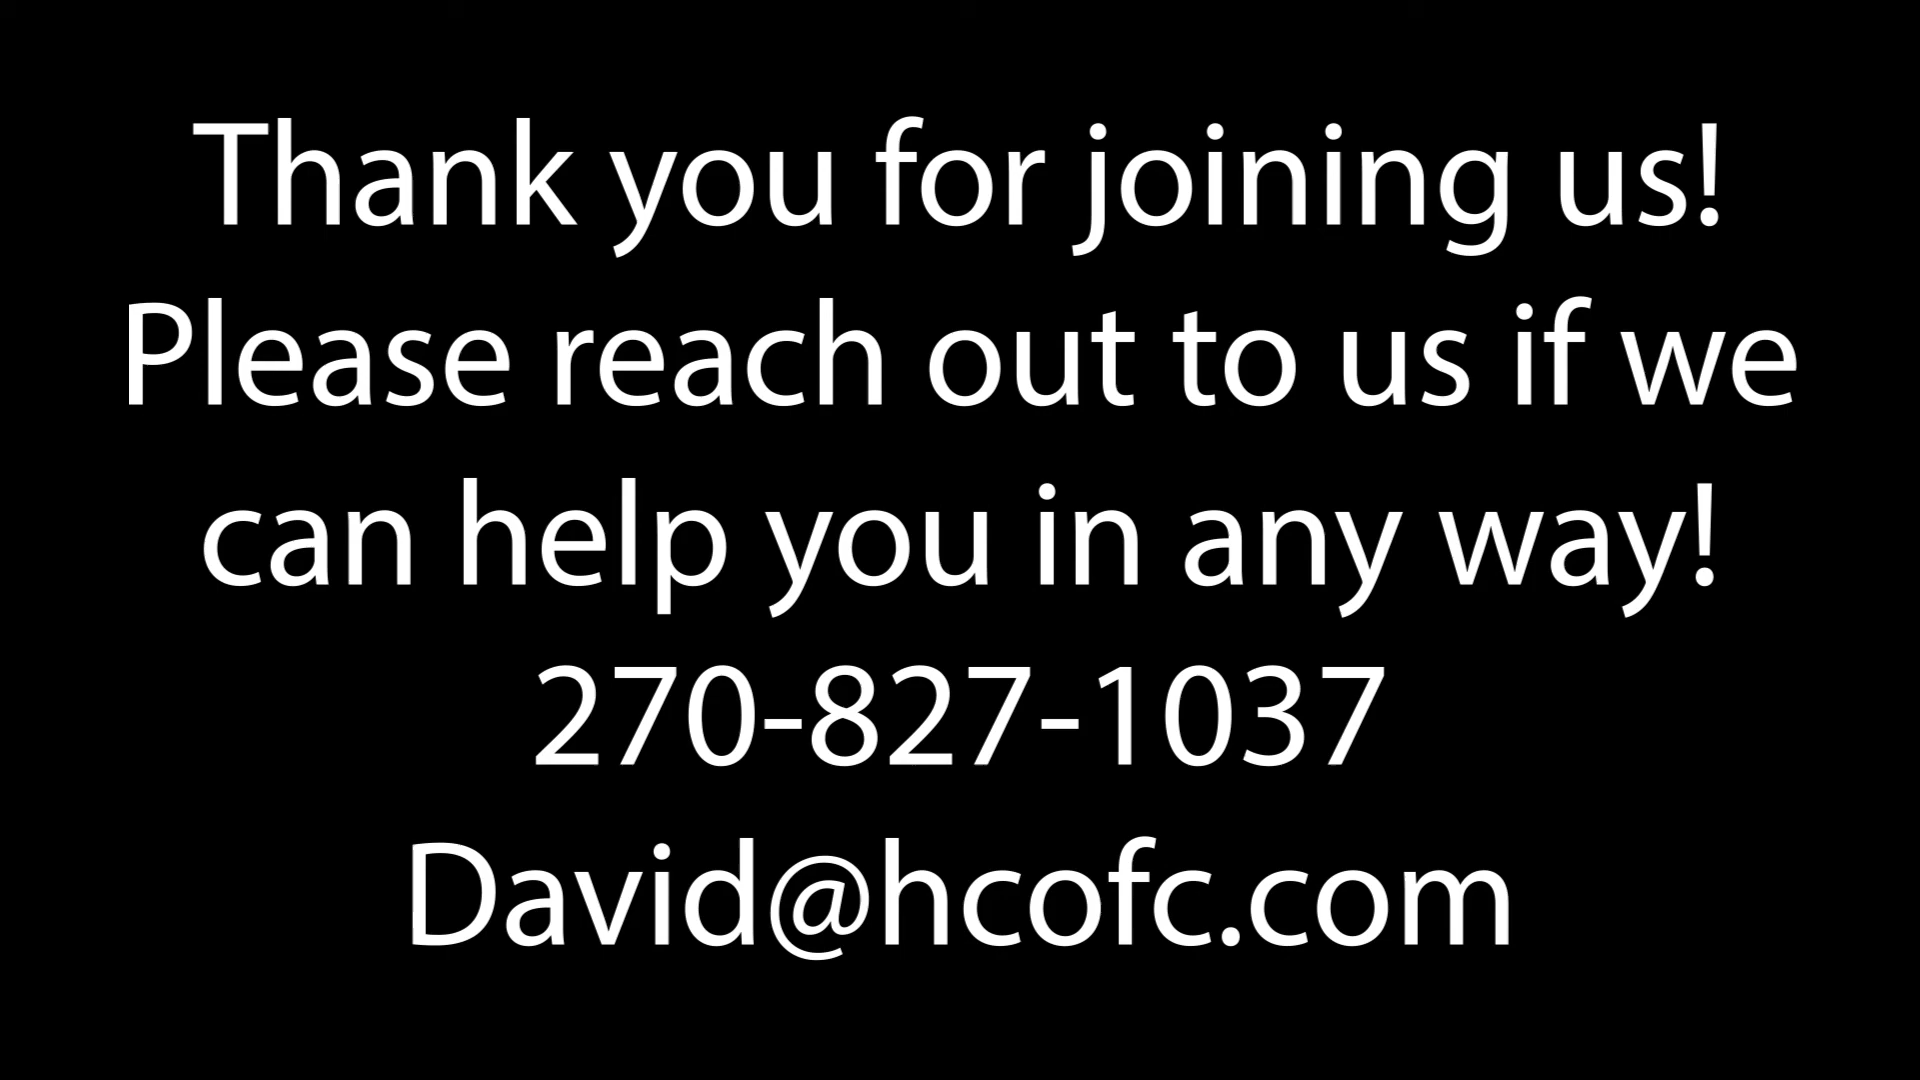 Thank you for joining us!
Please reach out to us if we
can help you in any way!
270-827-1037
David@hcofc.com